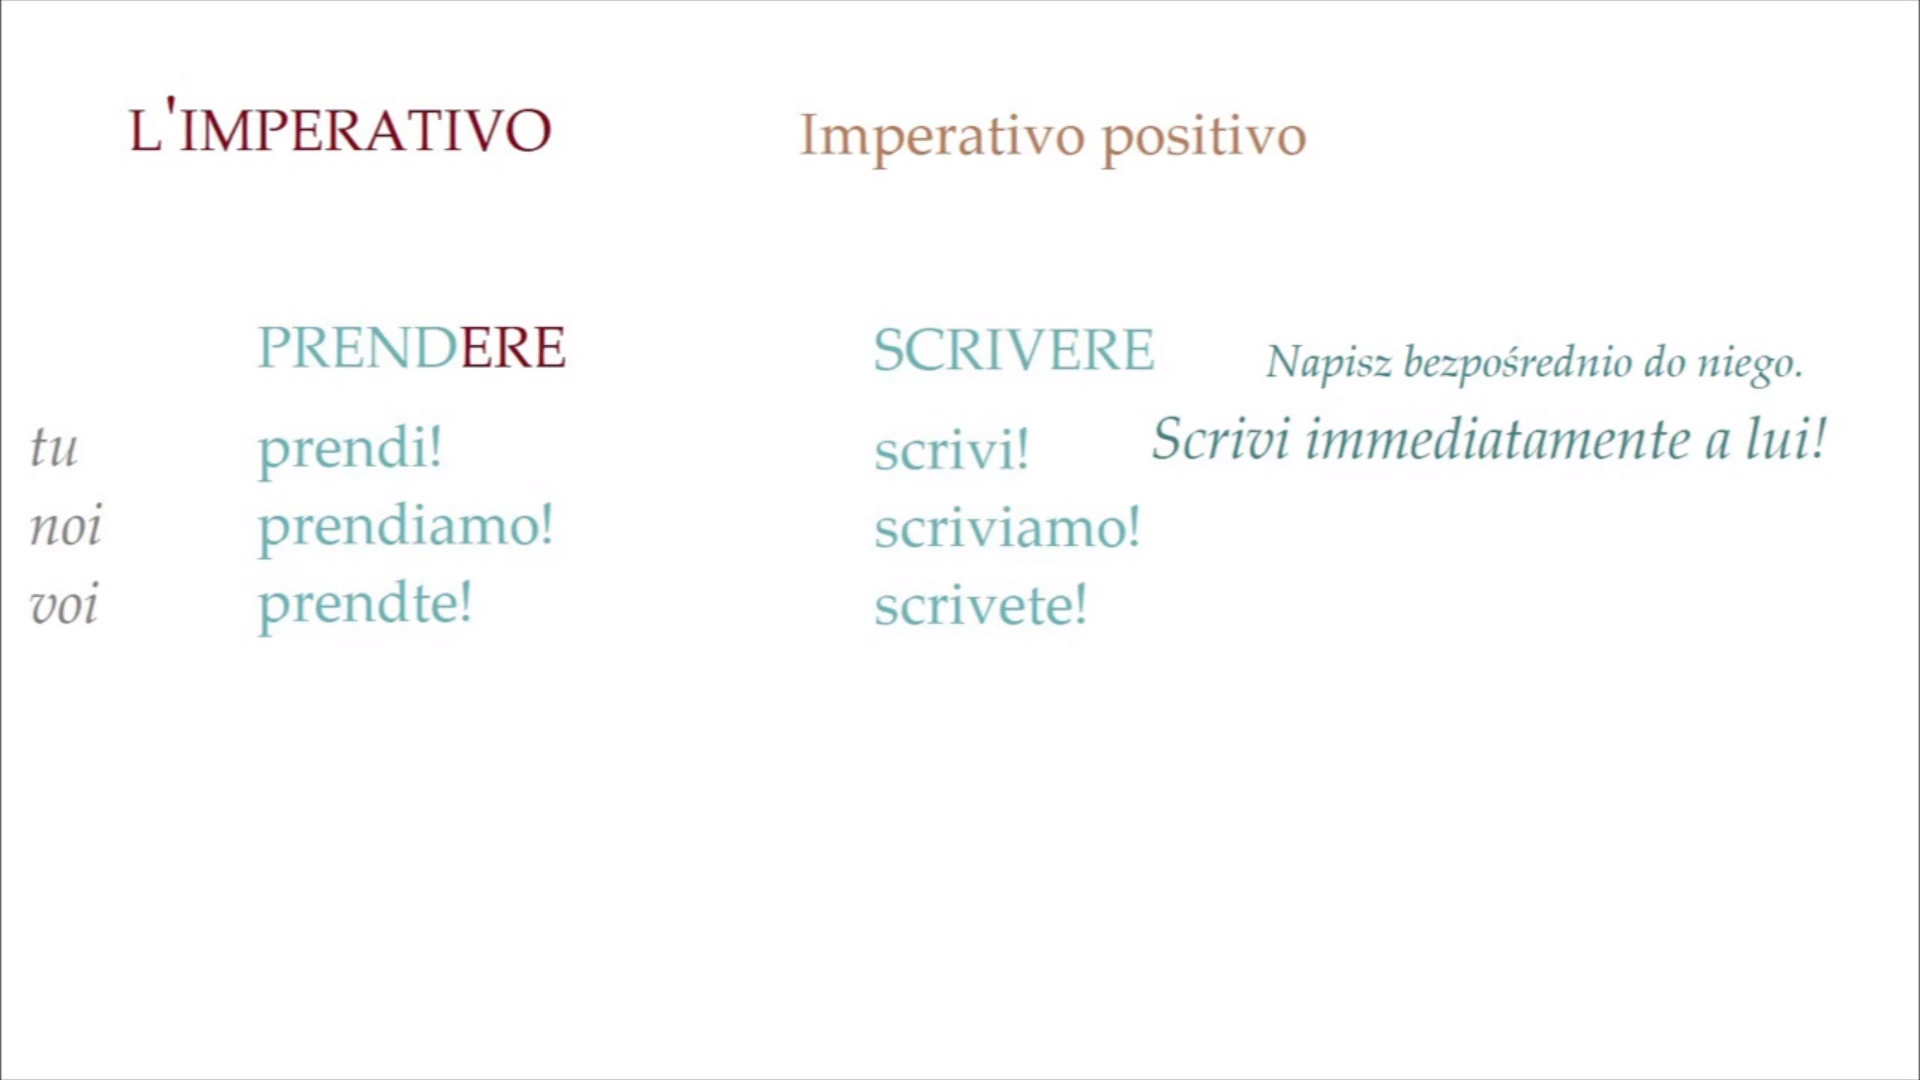 L'IMPERATIVO
Imperativo positivo
PRENDERE
SCRIVERE
Napisz bezpośrednio do niego.
tu prendi! scrivi! Scrivi immediatamente a lui!
noi prendiamo! scriviamo!
voi prendte! scrivete!